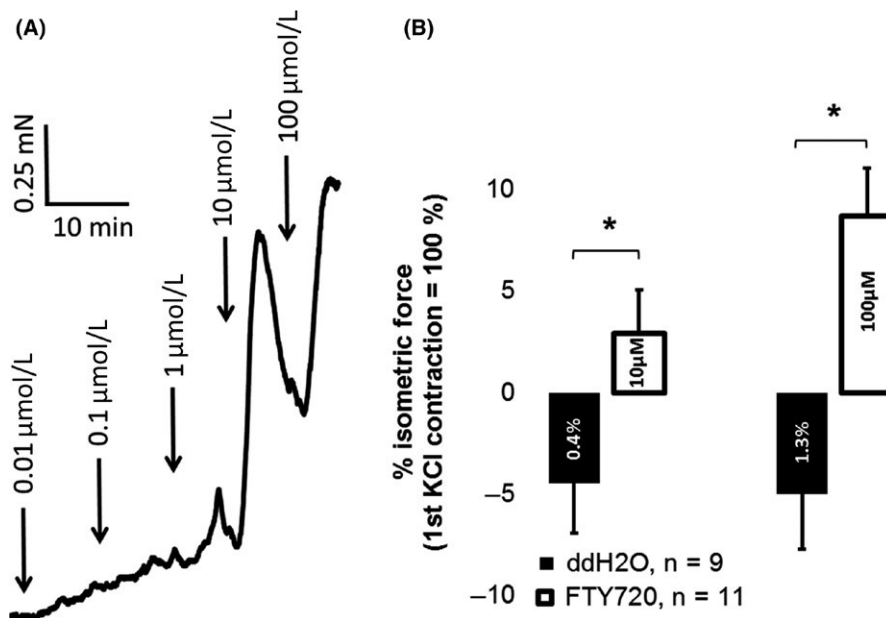 (A)
0.25 mN
10 min
0.01 μmol/L
0.1 μmol/L
1 μmol/L
10 μmol/L
100 μmol/L
(B)
% isometric force
(1st KCl contraction = 100 %)
10
5
0
–5
–10
*
*
0.4%
10μM
1.3%
100μM
ddH2O, n = 9
FTY720, n = 11